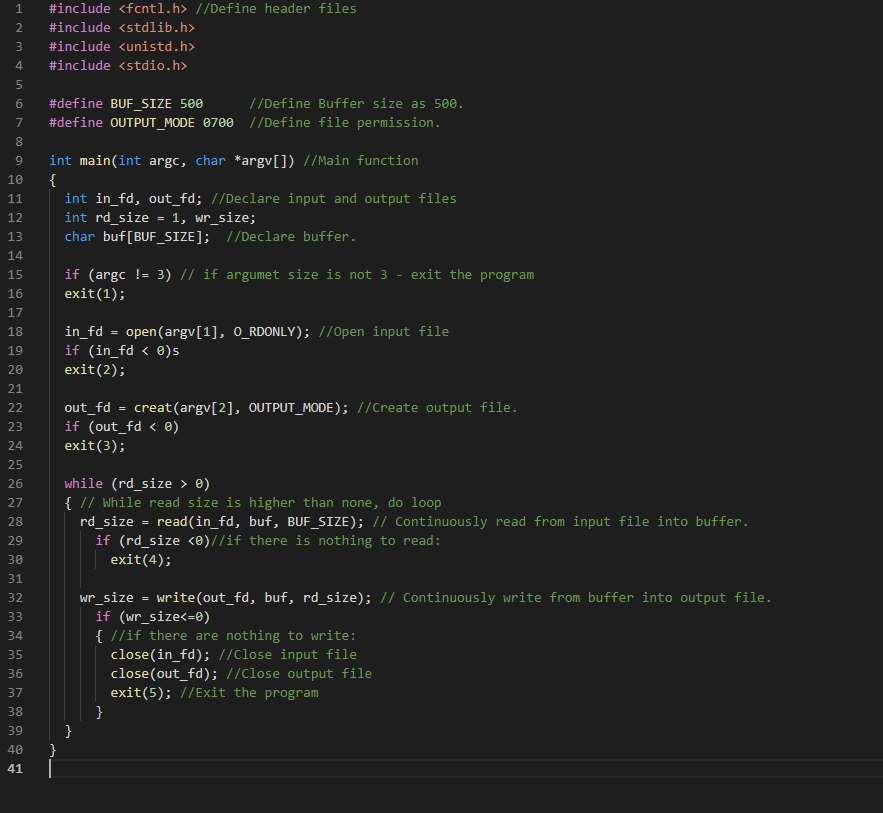 1 #include <fcntl.h> //Define header files
2 #include <stdlib.h>
3 #include <unistd.h>
4 #include <stdio.h>
5
6 #define BUF_SIZE 500      //Define Buffer size as 500.
7 #define OUTPUT_MODE 0700  //Define file permission.
8
9 int main(int argc, char *argv[]) //Main function
10 {
11   int in_fd, out_fd; //Declare input and output files
12   int rd_size = 1, wr_size;
13   char buf[BUF_SIZE];  //Declare buffer.
14
15   if (argc != 3) // if argumet size is not 3 - exit the program
16   exit(1);
17
18   in_fd = open(argv[1], O_RDONLY); //Open input file
19   if (in_fd < 0)s
20   exit(2);
21
22   out_fd = creat(argv[2], OUTPUT_MODE); //Create output file.
23   if (out_fd < 0)
24   exit(3);
25
26   while (rd_size > 0)
27   { // While read size is higher than none, do loop
28     rd_size = read(in_fd, buf, BUF_SIZE); // Continuously read from input file into buffer.
29       if (rd_size <0)//if there is nothing to read:
30         exit(4);
31
32     wr_size = write(out_fd, buf, rd_size); // Continuously write from buffer into output file.
33       if (wr_size<=0)
34       { //if there are nothing to write:
35         close(in_fd); //Close input file
36         close(out_fd); //Close output file
37         exit(5); //Exit the program
38       }
39   }
40 }
41